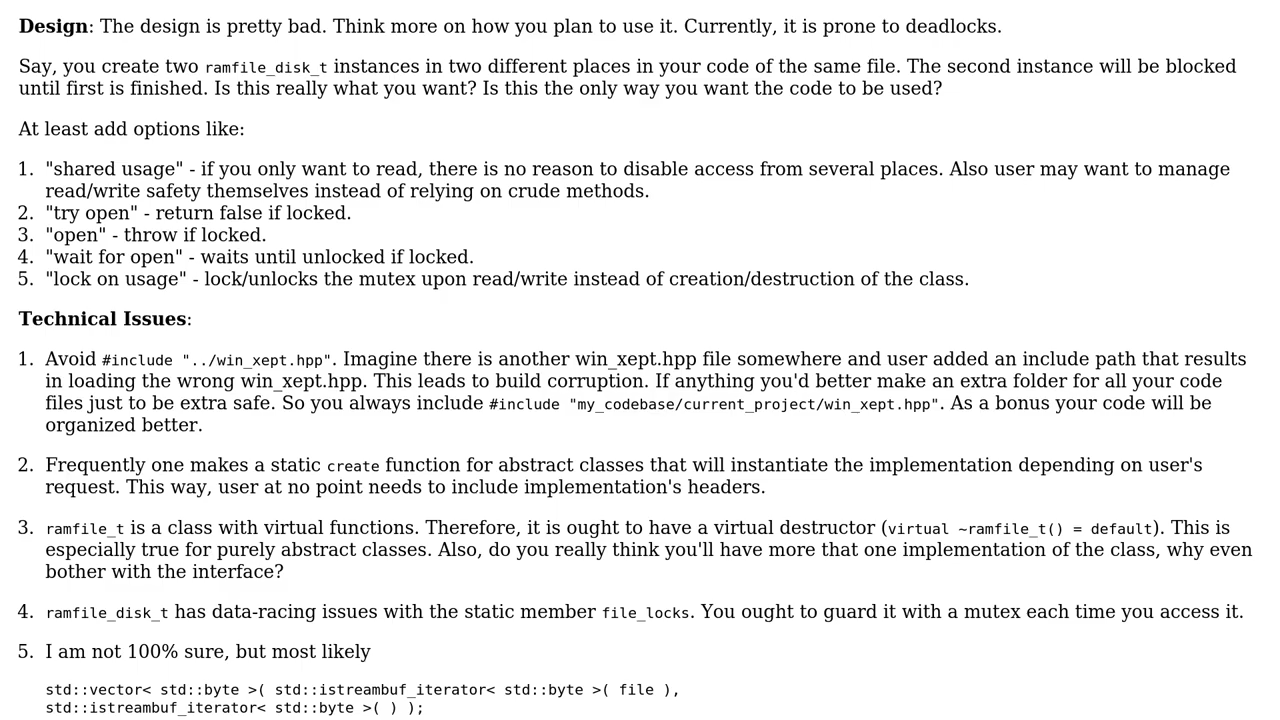 Design: The design is pretty bad. Think more on how you plan to use it. Currently, it is prone to deadlocks.
Say, you create two ramfile_disk_t instances in two different places in your code of the same file. The second instance will be blocked
until first is finished. Is this really what you want? Is this the only way you want the code to be used?
At least add options like:
1. "shared usage" - if you only want to read, there is no reason to disable access from several places. Also user may want to manage
read/write safety themselves instead of relying on crude methods.
2. "try open" - return false if locked.
3. "open" - throw if locked.
4. "wait for open" - waits until unlocked if locked.
5. "lock on usage" - lock/unlocks the mutex upon read/write instead of creation/destruction of the class.
Technical Issues:
1. Avoid #include "../win_xept.hpp". Imagine there is another win_xept.hpp file somewhere and user added an include path that results
in loading the wrong win_xept.hpp. This leads to build corruption. If anything you'd better make an extra folder for all your code
files just to be extra safe. So you always include #include "my_codebase/current_project/win_xept.hpp". As a bonus your code will be
organized better.
2. Frequently one makes a static create function for abstract classes that will instantiate the implementation depending on user's
request. This way, user at no point needs to include implementation's headers.
3. ramfile_t is a class with virtual functions. Therefore, it is ought to have a virtual destructor (virtual ~ramfile_t() = default). This is
especially true for purely abstract classes. Also, do you really think you'll have more that one implementation of the class, why even
bother with the interface?
4. ramfile_disk_t has data-racing issues with the static member file_locks. You ought to guard it with a mutex each time you access it.
5. I am not 100% sure, but most likely
std::vector< std::byte >( std::istreambuf_iterator< std::byte >( file ),
std::istreambuf_iterator< std::byte >( ) );